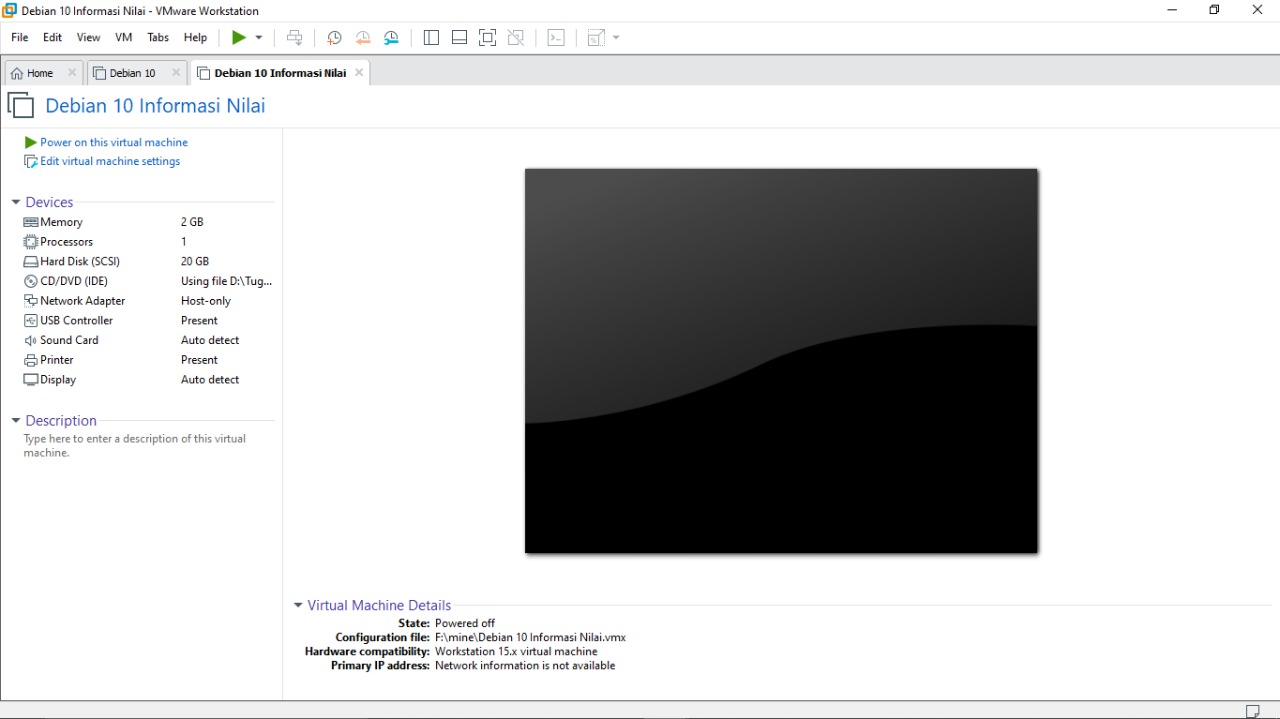 Debian 10 Informasi Nilai - VMware Workstation
File Edit View VM Tabs Help
Home Debian 10 Debian 10 Informasi Nilai
Debian 10 Informasi Nilai
Power on this virtual machine
Edit virtual machine settings
Devices
Memory 2 GB
Processors 1
Hard Disk (SCSI) 20 GB
CD/DVD (IDE) Using file D:\Tug...
Network Adapter Host-only
USB Controller Present
Sound Card Auto detect
Printer Present
Display Auto detect
Description
Type here to enter a description of this virtual
machine.
Virtual Machine Details
State: Powered off
Configuration file: F:\mine\Debian 10 Informasi Nilai.vmx
Hardware compatibility: Workstation 15.x virtual machine
Primary IP address: Network information is not available